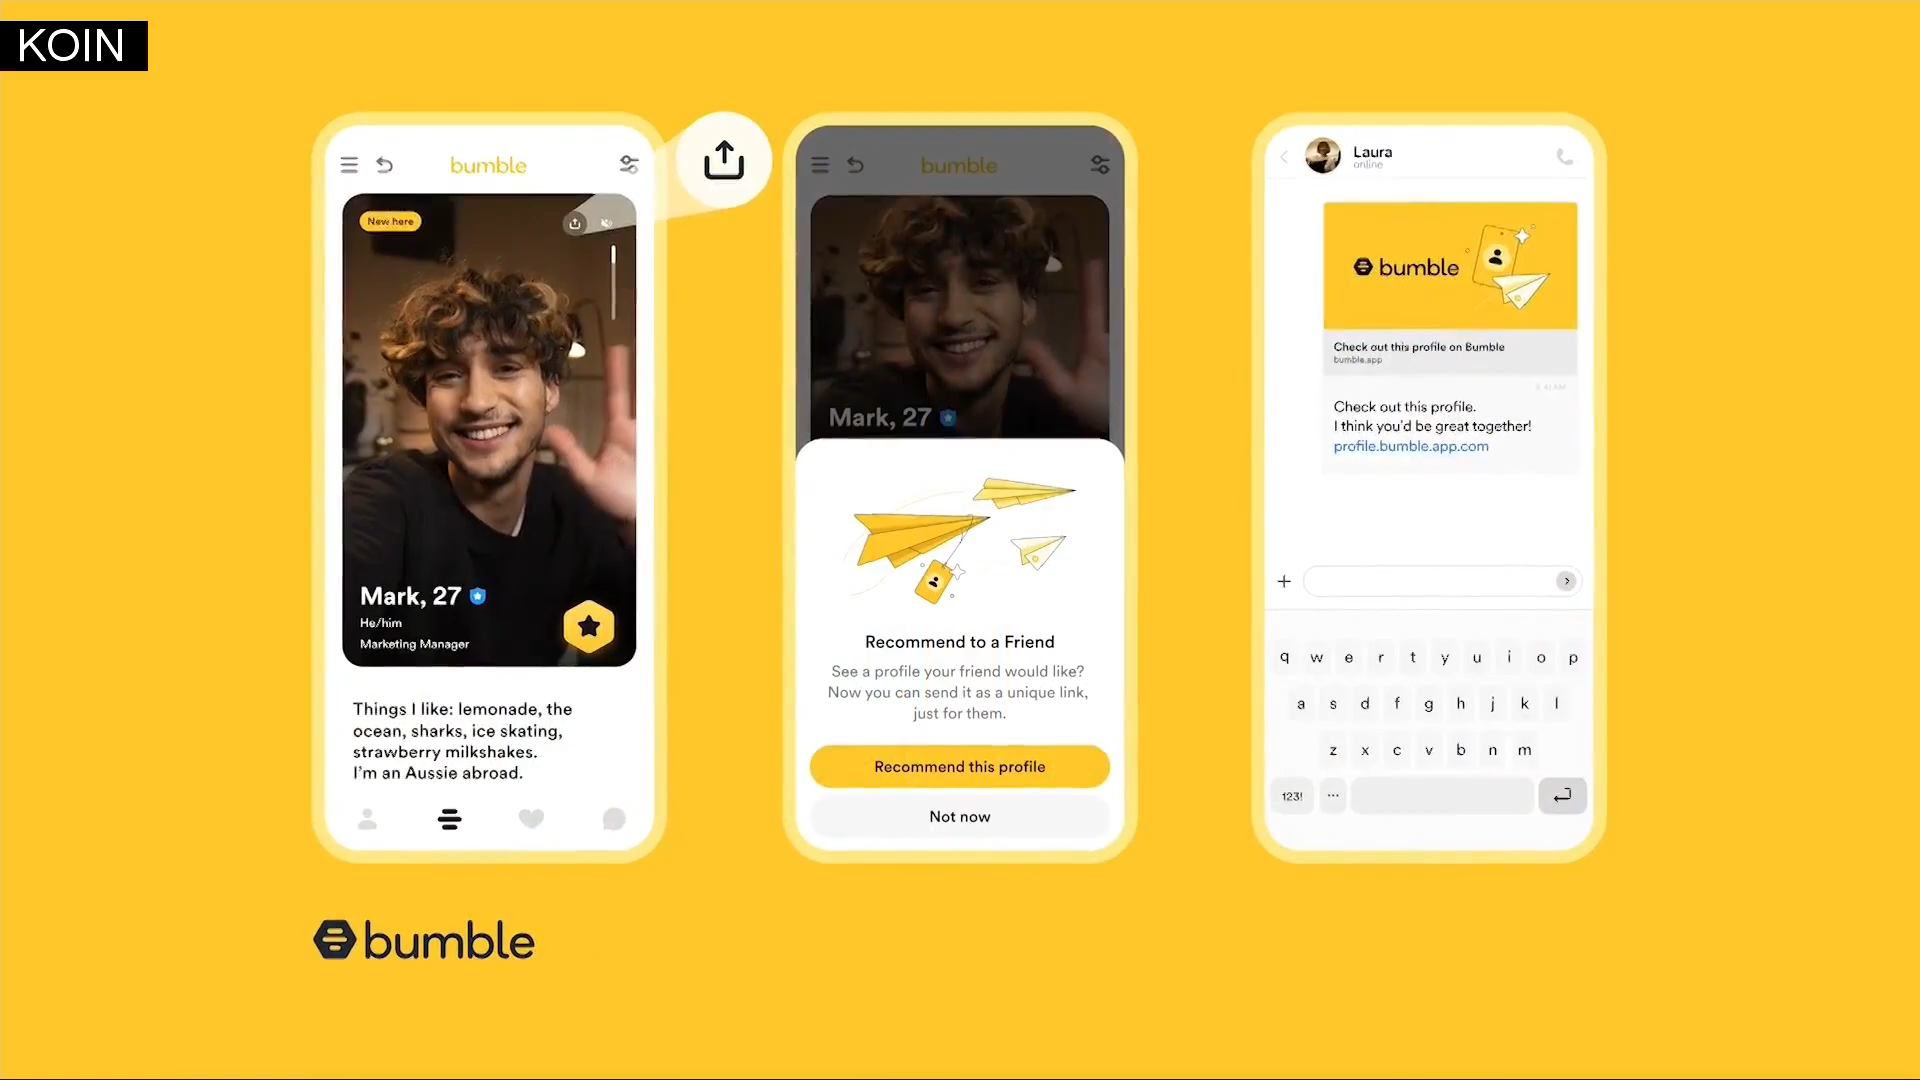 KOIN
bumble
New here
Mark, 27
He/him
Marketing Manager
Things I like: lemonade, the
ocean, sharks, ice skating,
strawberry milkshakes.
I'm an Aussie abroad.
bumble
Mark, 27
Recommend to a Friend
See a profile your friend would like?
Now you can send it as a unique link,
just for them.
Recommend this profile
Not now
Laura
online
bumble
Check out this profile on Bumble
bumble.app
9:41 AM
Check out this profile.
I think you'd be great together!
profile.bumble.app.com
q w e r t y u i o p
a s d f g h j k l
z x c v b n m
123! ...
bumble